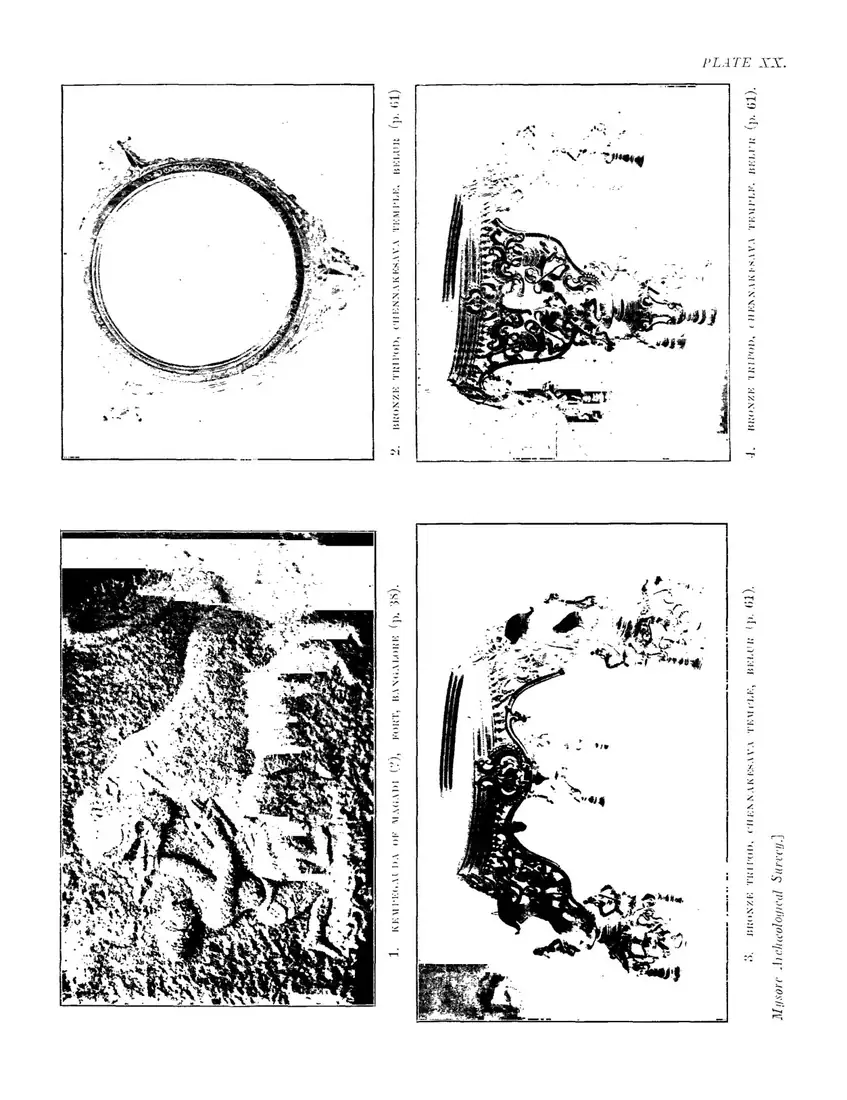 PLATE XX.
1. KEMPEGAUDA OF MAGADI (?), FORT, BANGALORE (p. 38).
2. BRONZE TRIPOD, CHENNAKESAVA TEMPLE, BELUR (p. 61)
3. BRONZE TRIPOD, CHENNAKESAVA TEMPLE, BELUR (p. 61).
4. BRONZE TRIPOD, CHENNAKESAVA TEMPLE, BELUR (p. 61).
Mysore Archæological Survey.]